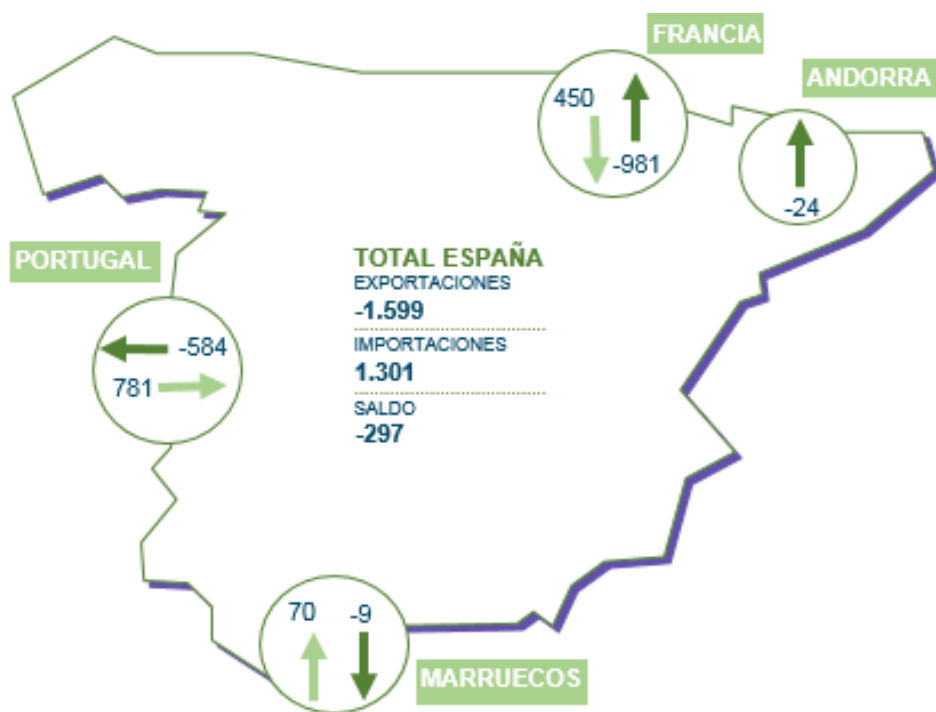 FRANCIA
450
-981
ANDORRA
-24
PORTUGAL
-584
781
TOTAL ESPAÑA
EXPORTACIONES
-1.599
IMPORTACIONES
1.301
SALDO
-297
70 -9
MARRUECOS